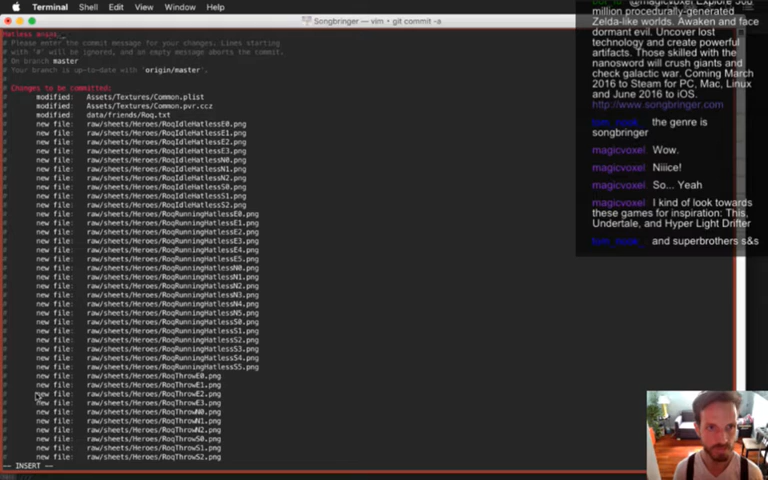 Terminal Shell Edit View Window Help
Songbringer — vim • git commit -a
Hatless anims.
# Please enter the commit message for your changes. Lines starting
# with '#' will be ignored, and an empty message aborts the commit.
# On branch master
# Your branch is up-to-date with 'origin/master'.
#
# Changes to be committed:
# modified: Assets/Textures/Common.plist
# modified: Assets/Textures/Common.pvr.ccz
# modified: data/friends/Roq.txt
# new file: raw/sheets/Heroes/RoqIdleHatlessE0.png
# new file: raw/sheets/Heroes/RoqIdleHatlessE1.png
# new file: raw/sheets/Heroes/RoqIdleHatlessE2.png
# new file: raw/sheets/Heroes/RoqIdleHatlessE3.png
# new file: raw/sheets/Heroes/RoqIdleHatlessN0.png
# new file: raw/sheets/Heroes/RoqIdleHatlessN1.png
# new file: raw/sheets/Heroes/RoqIdleHatlessN2.png
# new file: raw/sheets/Heroes/RoqIdleHatlessS0.png
# new file: raw/sheets/Heroes/RoqIdleHatlessS1.png
# new file: raw/sheets/Heroes/RoqIdleHatlessS2.png
# new file: raw/sheets/Heroes/RoqRunningHatlessE0.png
# new file: raw/sheets/Heroes/RoqRunningHatlessE1.png
# new file: raw/sheets/Heroes/RoqRunningHatlessE2.png
# new file: raw/sheets/Heroes/RoqRunningHatlessE3.png
# new file: raw/sheets/Heroes/RoqRunningHatlessE4.png
# new file: raw/sheets/Heroes/RoqRunningHatlessE5.png
# new file: raw/sheets/Heroes/RoqRunningHatlessN0.png
# new file: raw/sheets/Heroes/RoqRunningHatlessN1.png
# new file: raw/sheets/Heroes/RoqRunningHatlessN2.png
# new file: raw/sheets/Heroes/RoqRunningHatlessN3.png
# new file: raw/sheets/Heroes/RoqRunningHatlessN4.png
# new file: raw/sheets/Heroes/RoqRunningHatlessN5.png
# new file: raw/sheets/Heroes/RoqRunningHatlessS0.png
# new file: raw/sheets/Heroes/RoqRunningHatlessS1.png
# new file: raw/sheets/Heroes/RoqRunningHatlessS2.png
# new file: raw/sheets/Heroes/RoqRunningHatlessS3.png
# new file: raw/sheets/Heroes/RoqRunningHatlessS4.png
# new file: raw/sheets/Heroes/RoqRunningHatlessS5.png
# new file: raw/sheets/Heroes/RoqThrowE0.png
# new file: raw/sheets/Heroes/RoqThrowE1.png
# new file: raw/sheets/Heroes/RoqThrowE2.png
# new file: raw/sheets/Heroes/RoqThrowE3.png
# new file: raw/sheets/Heroes/RoqThrowN0.png
# new file: raw/sheets/Heroes/RoqThrowN1.png
# new file: raw/sheets/Heroes/RoqThrowN2.png
# new file: raw/sheets/Heroes/RoqThrowS0.png
# new file: raw/sheets/Heroes/RoqThrowS1.png
# new file: raw/sheets/Heroes/RoqThrowS2.png
-- INSERT --
@magicvoxel Explore 300
million procedurally-generated
Zelda-like worlds. Awaken and face
dormant evil. Uncover lost
technology and create powerful
artifacts. Those skilled with the
nanosword will crush giants and
check galactic war. Coming March
2016 to Steam for PC, Mac, Linux
and June 2016 to iOS.
http://www.songbringer.com
the genre is
songbringer
magicvoxel Wow.
magicvoxel Niiice!
magicvoxel So... Yeah
magicvoxel I kind of look towards
these games for inspiration: This,
Undertale, and Hyper Light Drifter
and superbrothers s&s